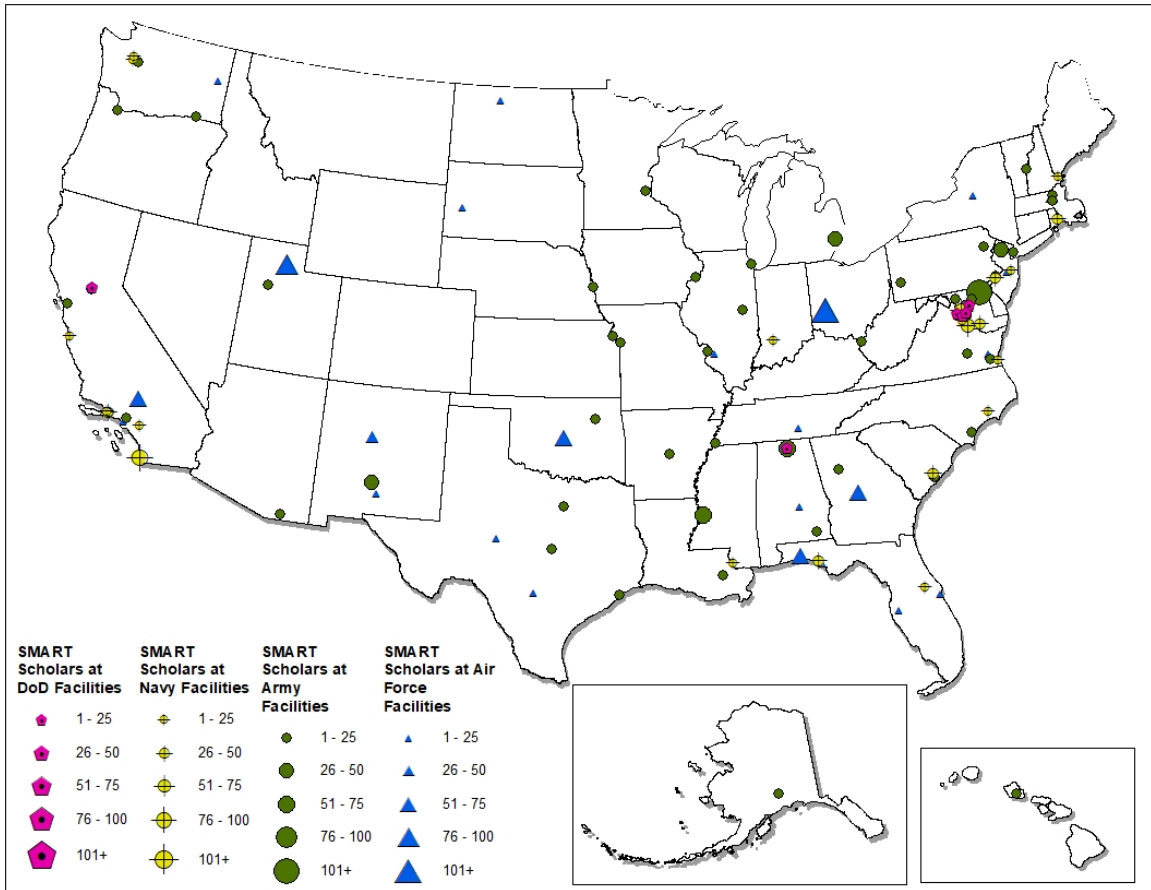 SMART
Scholars at
DoD Facilities
1 - 25
26 - 50
51 - 75
76 - 100
101+
SMART
Scholars at
Navy Facilities
1 - 25
26 - 50
51 - 75
76 - 100
101+
SMART
Scholars at
Army
Facilities
1 - 25
26 - 50
51 - 75
76 - 100
101+
SMART
Scholars at Air
Force
Facilities
1 - 25
26 - 50
51 - 75
76 - 100
101+